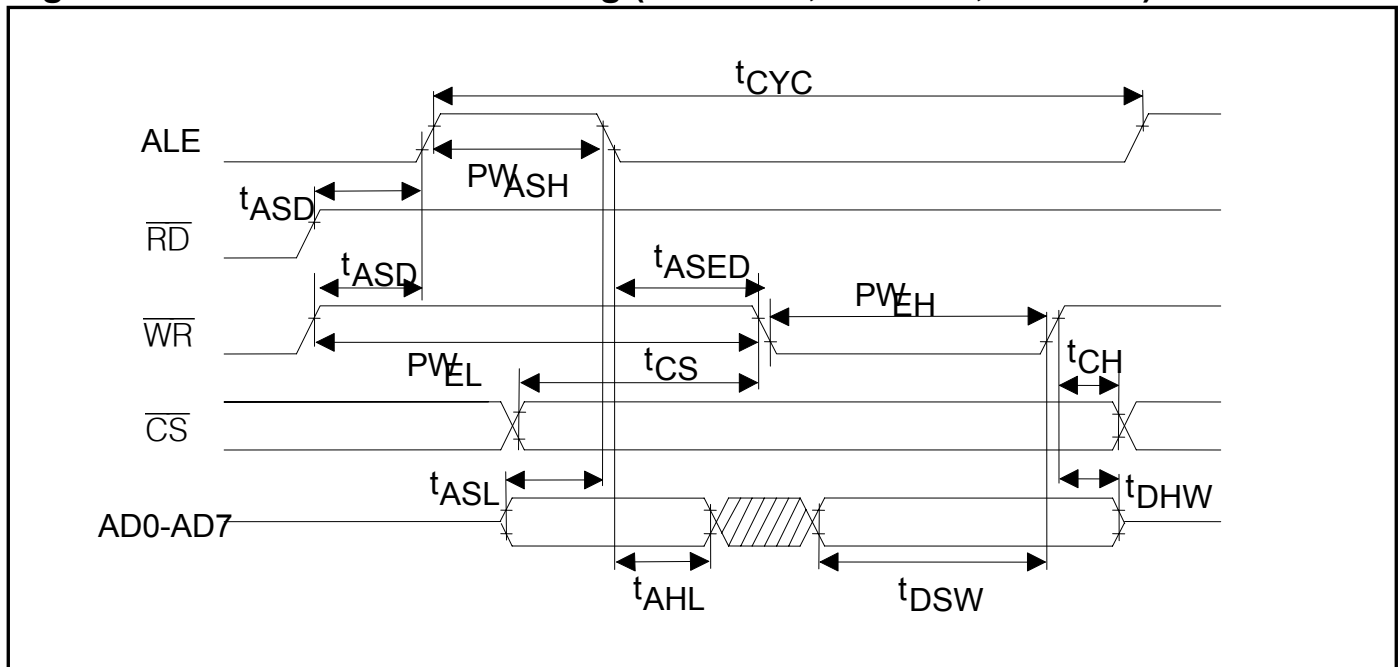 tCYC
ALE
PWASH
tASD
RD
tASD
tASED
PWEH
WR
PWEL
tCS
tCH
CS
tASL
tDHW
AD0-AD7
tAHL
tDSW